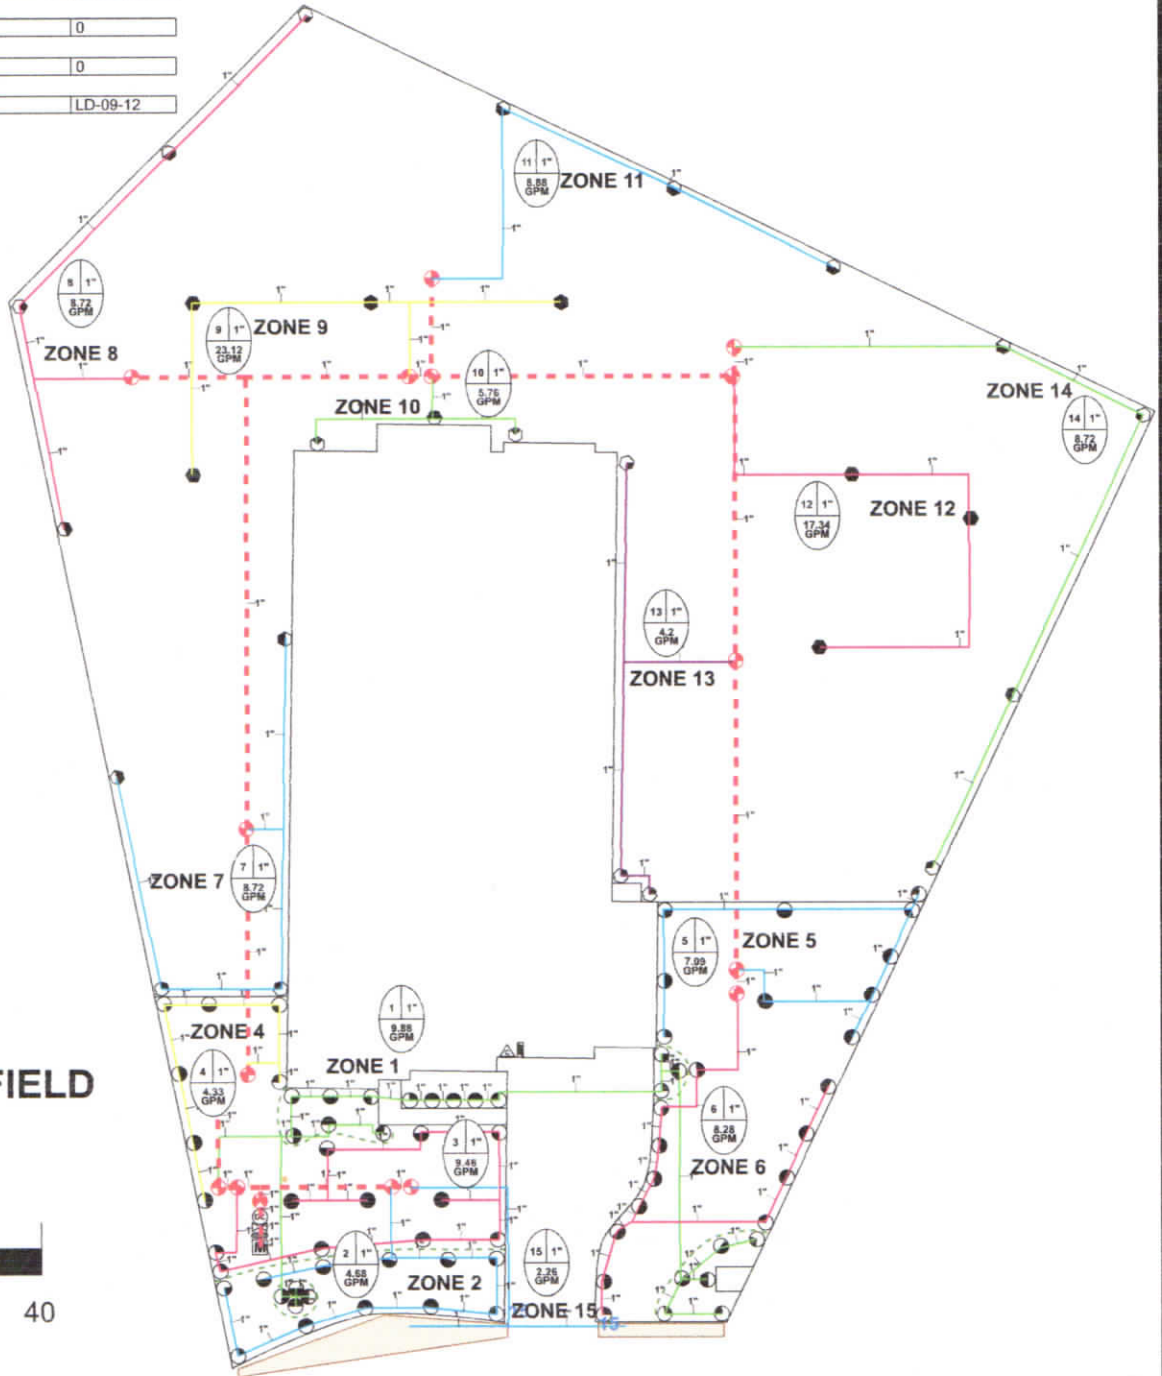 0
0
LD-09-12
11 1"
8.88
GPM
ZONE 11
8 1"
8.72
GPM
ZONE 8
9 1"
23.12
GPM
ZONE 9
10 1"
5.76
GPM
ZONE 10
ZONE 14
14 1"
8.72
GPM
12 1"
17.34
GPM
ZONE 12
13 1"
4.2
GPM
ZONE 13
7 1"
8.72
GPM
ZONE 7
5 1"
7.09
GPM
ZONE 5
1 1"
9.88
GPM
ZONE 1
ZONE 4
4 1"
4.33
GPM
FIELD
3 1"
9.46
GPM
6 1"
8.28
GPM
ZONE 6
2 1"
4.68
GPM
ZONE 2
15 1"
2.26
GPM
ZONE 15
15
M
40